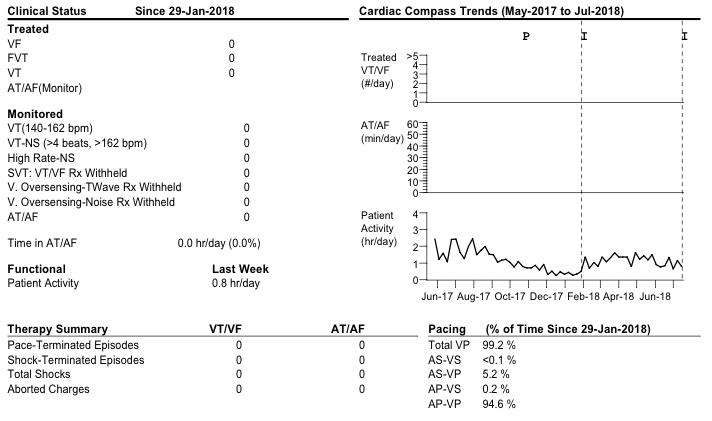 Clinical Status Since 29-Jan-2018
Treated
VF 0
FVT 0
VT 0
AT/AF(Monitor)
Monitored
VT(140-162 bpm) 0
VT-NS (>4 beats, >162 bpm) 0
High Rate-NS 0
SVT: VT/VF Rx Withheld 0
V. Oversensing-TWave Rx Withheld 0
V. Oversensing-Noise Rx Withheld 0
AT/AF 0
Time in AT/AF 0.0 hr/day (0.0%)
Functional Last Week
Patient Activity 0.8 hr/day
Cardiac Compass Trends (May-2017 to Jul-2018)
P I I
Treated VT/VF (#/day)
>5
4
3
2
1
0
AT/AF (min/day)
60
50
40
30
20
10
0
Patient Activity (hr/day)
4
3
2
1
0
Jun-17 Aug-17 Oct-17 Dec-17 Feb-18 Apr-18 Jun-18
Therapy Summary VT/VF AT/AF
Pace-Terminated Episodes 0 0
Shock-Terminated Episodes 0 0
Total Shocks 0 0
Aborted Charges 0 0
Pacing (% of Time Since 29-Jan-2018)
Total VP 99.2 %
AS-VS <0.1 %
AS-VP 5.2 %
AP-VS 0.2 %
AP-VP 94.6 %